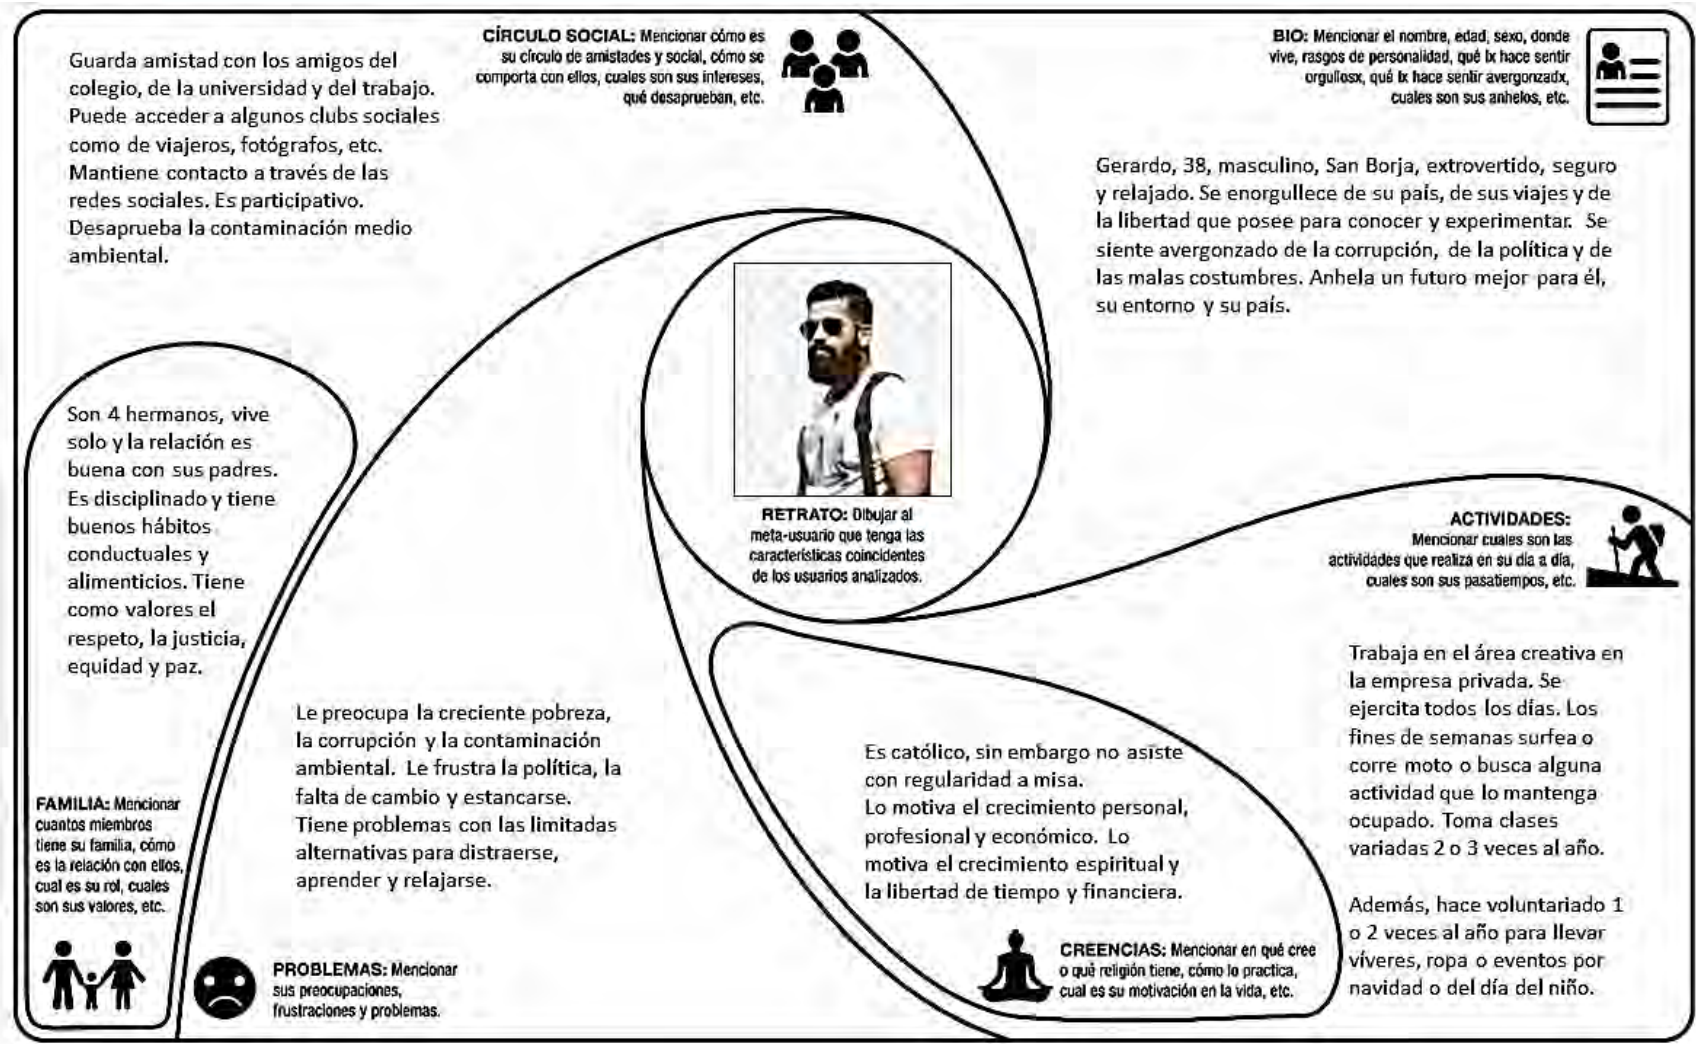 CÍRCULO SOCIAL: Mencionar cómo es
su círculo de amistades y social, cómo se
comporta con ellos, cuales son sus intereses,
qué desaprueban, etc.
Guarda amistad con los amigos del
colegio, de la universidad y del trabajo.
Puede acceder a algunos clubs sociales
como de viajeros, fotógrafos, etc.
Mantiene contacto a través de las
redes sociales. Es participativo.
Desaprueba la contaminación medio
ambiental.
BIO: Mencionar el nombre, edad, sexo, donde
vive, rasgos de personalidad, qué lx hace sentir
orgullosx, qué lx hace sentir avergonzadx,
cuales son sus anhelos, etc.
Gerardo, 38, masculino, San Borja, extrovertido, seguro
y relajado. Se enorgullece de su país, de sus viajes y de
la libertad que posee para conocer y experimentar. Se
siente avergonzado de la corrupción, de la política y de
las malas costumbres. Anhela un futuro mejor para él,
su entorno y su país.
RETRATO: Dibujar al
meta-usuario que tenga las
características coincidentes
de los usuarios analizados.
Son 4 hermanos, vive
solo y la relación es
buena con sus padres.
Es disciplinado y tiene
buenos hábitos
conductuales y
alimenticios. Tiene
como valores el
respeto, la justicia,
equidad y paz.
FAMILIA: Mencionar
cuantos miembros
tiene su familia, cómo
es la relación con ellos,
cual es su rol, cuales
son sus valores, etc.
Le preocupa la creciente pobreza,
la corrupción y la contaminación
ambiental. Le frustra la política, la
falta de cambio y estancarse.
Tiene problemas con las limitadas
alternativas para distraerse,
aprender y relajarse.
PROBLEMAS: Mencionar
sus preocupaciones,
frustraciones y problemas.
Es católico, sin embargo no asiste
con regularidad a misa.
Lo motiva el crecimiento personal,
profesional y económico. Lo
motiva el crecimiento espiritual y
la libertad de tiempo y financiera.
CREENCIAS: Mencionar en qué cree
o qué religión tiene, cómo lo practica,
cual es su motivación en la vida, etc.
ACTIVIDADES:
Mencionar cuales son las
actividades que realiza en su día a día,
cuales son sus pasatiempos, etc.
Trabaja en el área creativa en
la empresa privada. Se
ejercita todos los días. Los
fines de semanas surfea o
corre moto o busca alguna
actividad que lo mantenga
ocupado. Toma clases
variadas 2 o 3 veces al año.
Además, hace voluntariado 1
o 2 veces al año para llevar
víveres, ropa o eventos por
navidad o del día del niño.